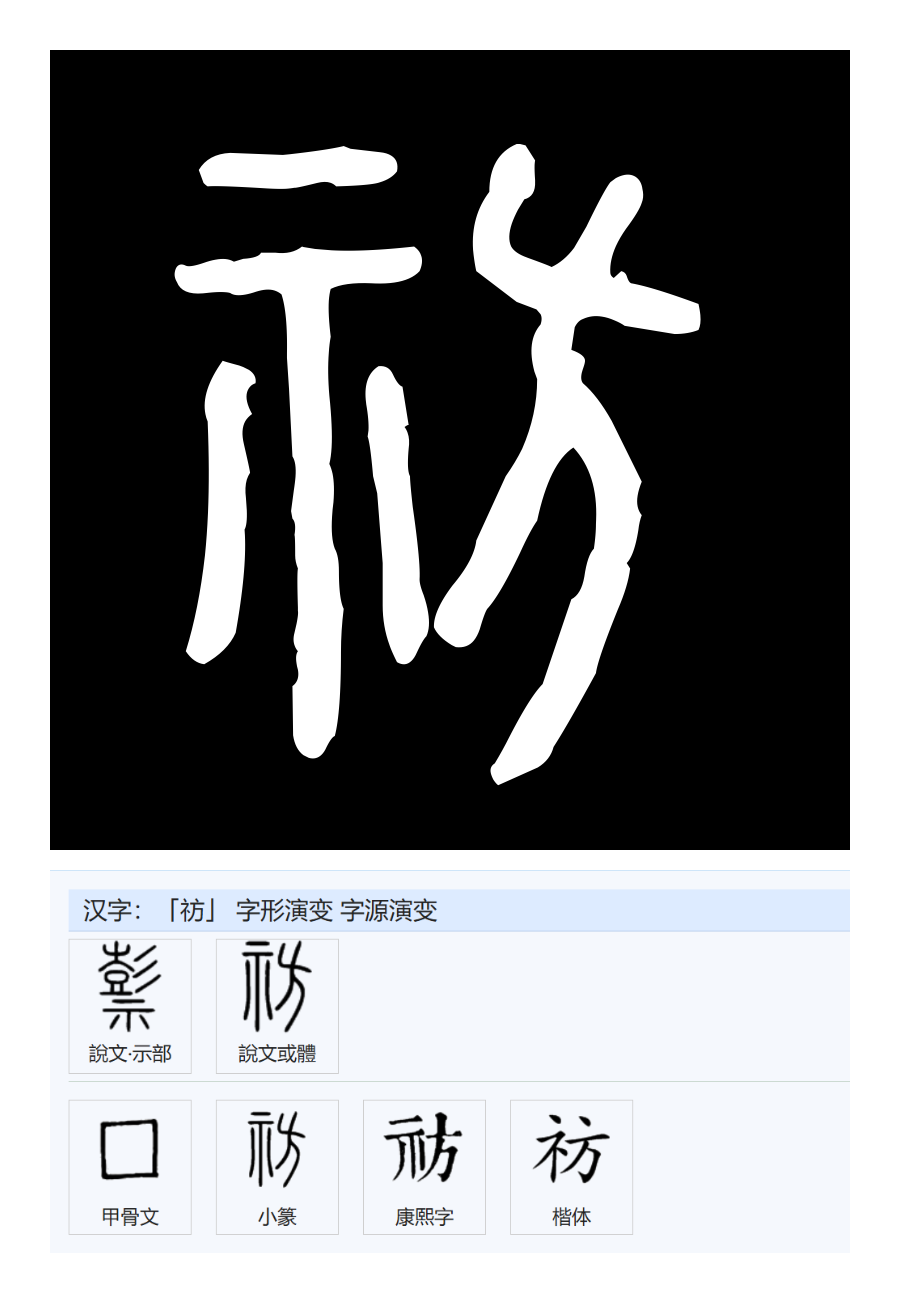 祊
汉字：「祊」 字形演变 字源演变
𥛱 祊
說文·示部 說文或體
口 祊 祊 祊
甲骨文 小篆 康熙字 楷体